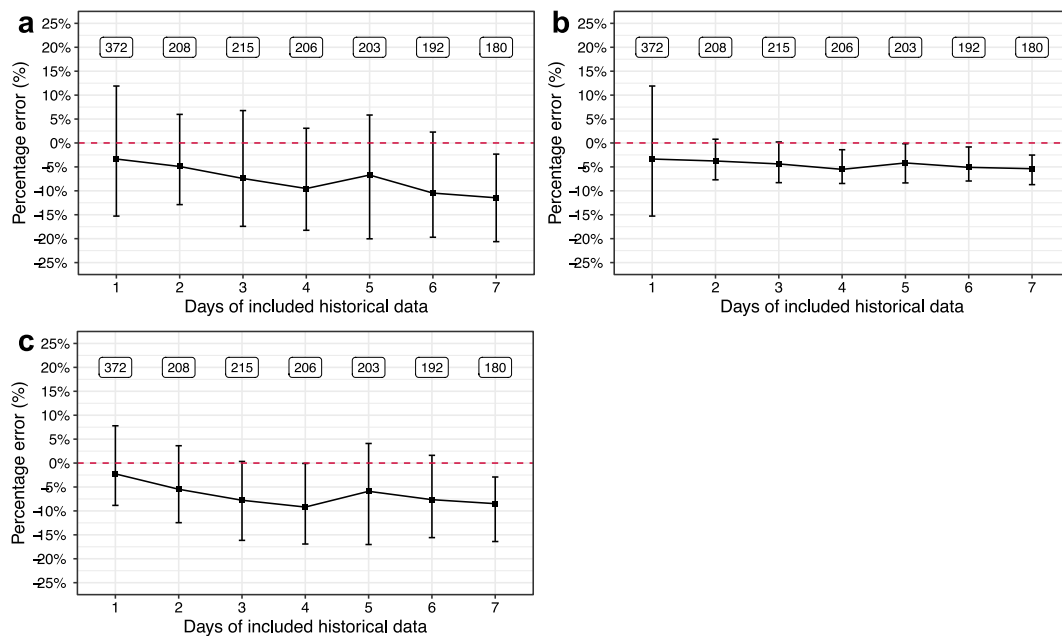 a
25%
20%
15%
10%
5%
0%
−5%
−10%
−15%
−20%
−25%
Percentage error (%)
372 208 215 206 203 192 180
1 2 3 4 5 6 7
Days of included historical data
b
25%
20%
15%
10%
5%
0%
−5%
−10%
−15%
−20%
−25%
Percentage error (%)
372 208 215 206 203 192 180
1 2 3 4 5 6 7
Days of included historical data
c
25%
20%
15%
10%
5%
0%
−5%
−10%
−15%
−20%
−25%
Percentage error (%)
372 208 215 206 203 192 180
1 2 3 4 5 6 7
Days of included historical data